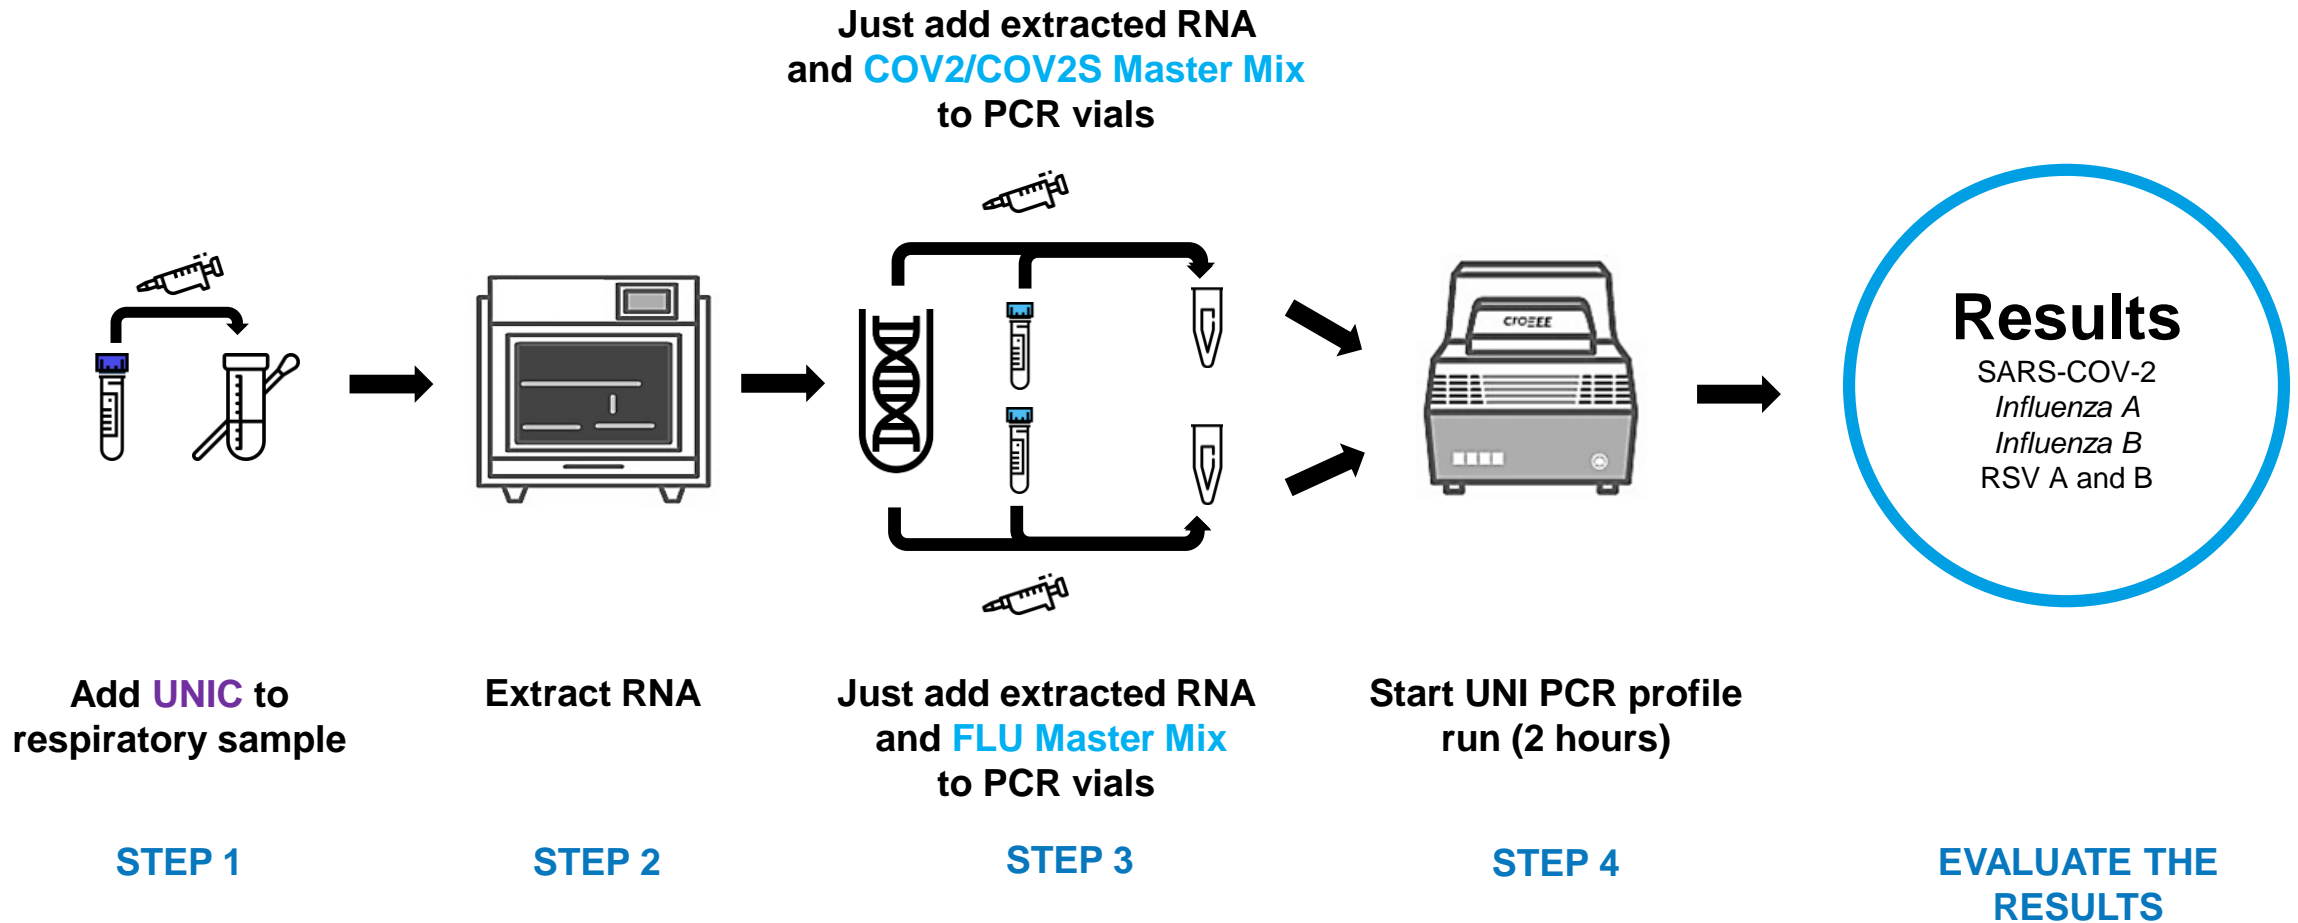 Just add extracted RNA
and COV2/COV2S Master Mix
to PCR vials
Results
SARS-COV-2
Influenza A
Influenza B
RSV A and B
Add UNIC to
respiratory sample
Extract RNA
Just add extracted RNA
and FLU Master Mix
to PCR vials
Start UNI PCR profile
run (2 hours)
STEP 1
STEP 2
STEP 3
STEP 4
EVALUATE THE
RESULTS